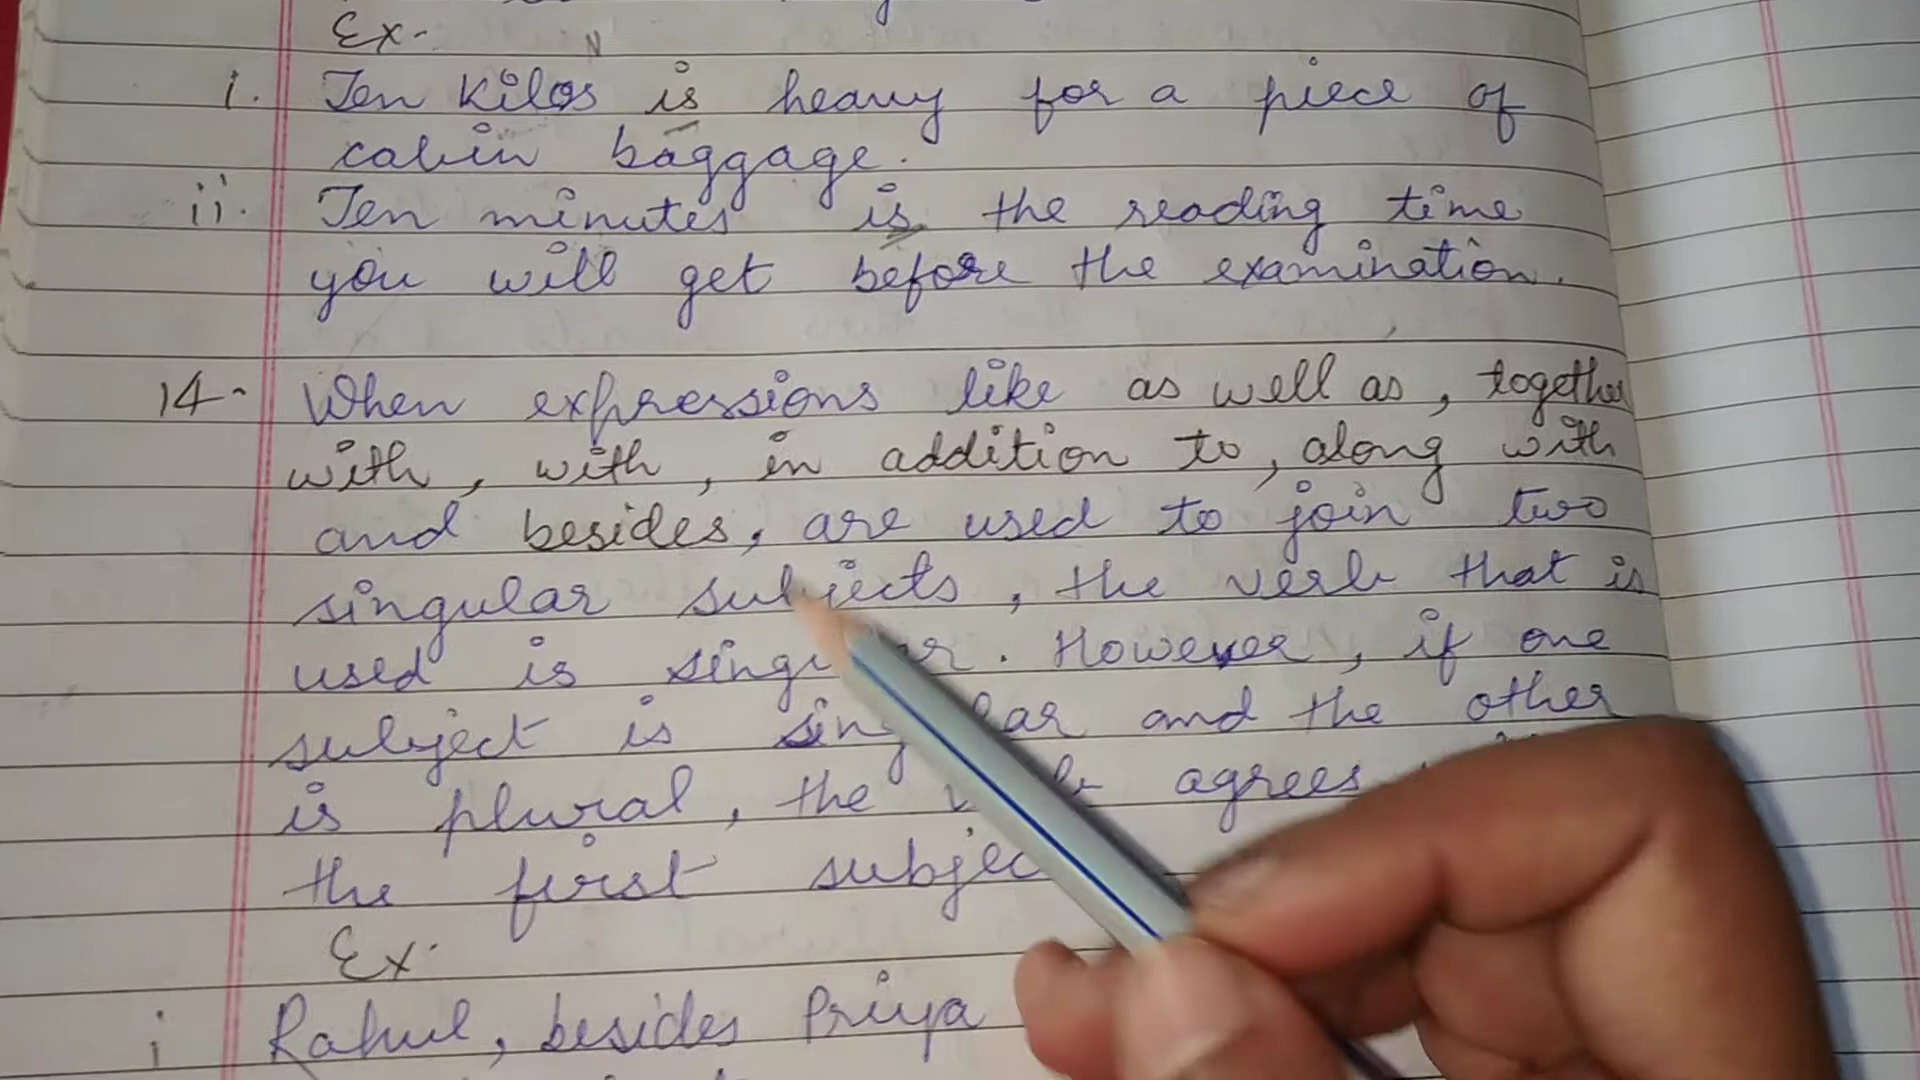 Ex-
i. Ten Kilos is heavy for a piece of
cabin baggage.
ii. Ten minutes is the reading time
you will get before the examination.
14- When expressions like as well as, together
with, with, in addition to, along with
and besides, are used to join two
singular subjects, the verb that is
used is singular. However, if one
subject is singular and the other
is plural, the agrees
the first subject
Ex.
i Rahul, besides Priya